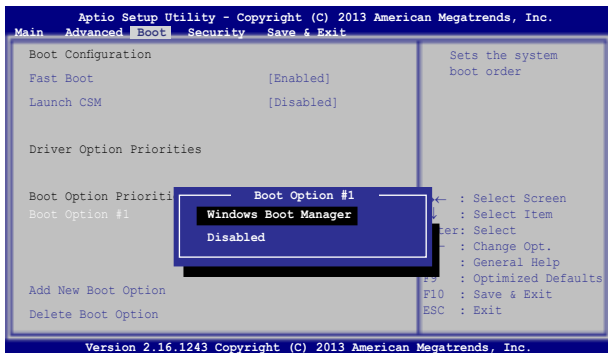 Aptio Setup Utility - Copyright (C) 2013 American Megatrends, Inc.
Main Advanced Boot Security Save & Exit
Boot Configuration
Fast Boot [Enabled]
Launch CSM [Disabled]
Driver Option Priorities
Boot Option Prioriti
Boot Option #1
Add New Boot Option
Delete Boot Option
Boot Option #1
Windows Boot Manager
Disabled
Sets the system
boot order
→← : Select Screen
: Select Item
ter: Select
: Change Opt.
: General Help
F9 : Optimized Defaults
F10 : Save & Exit
ESC : Exit
Version 2.16.1243 Copyright (C) 2013 American Megatrends, Inc.